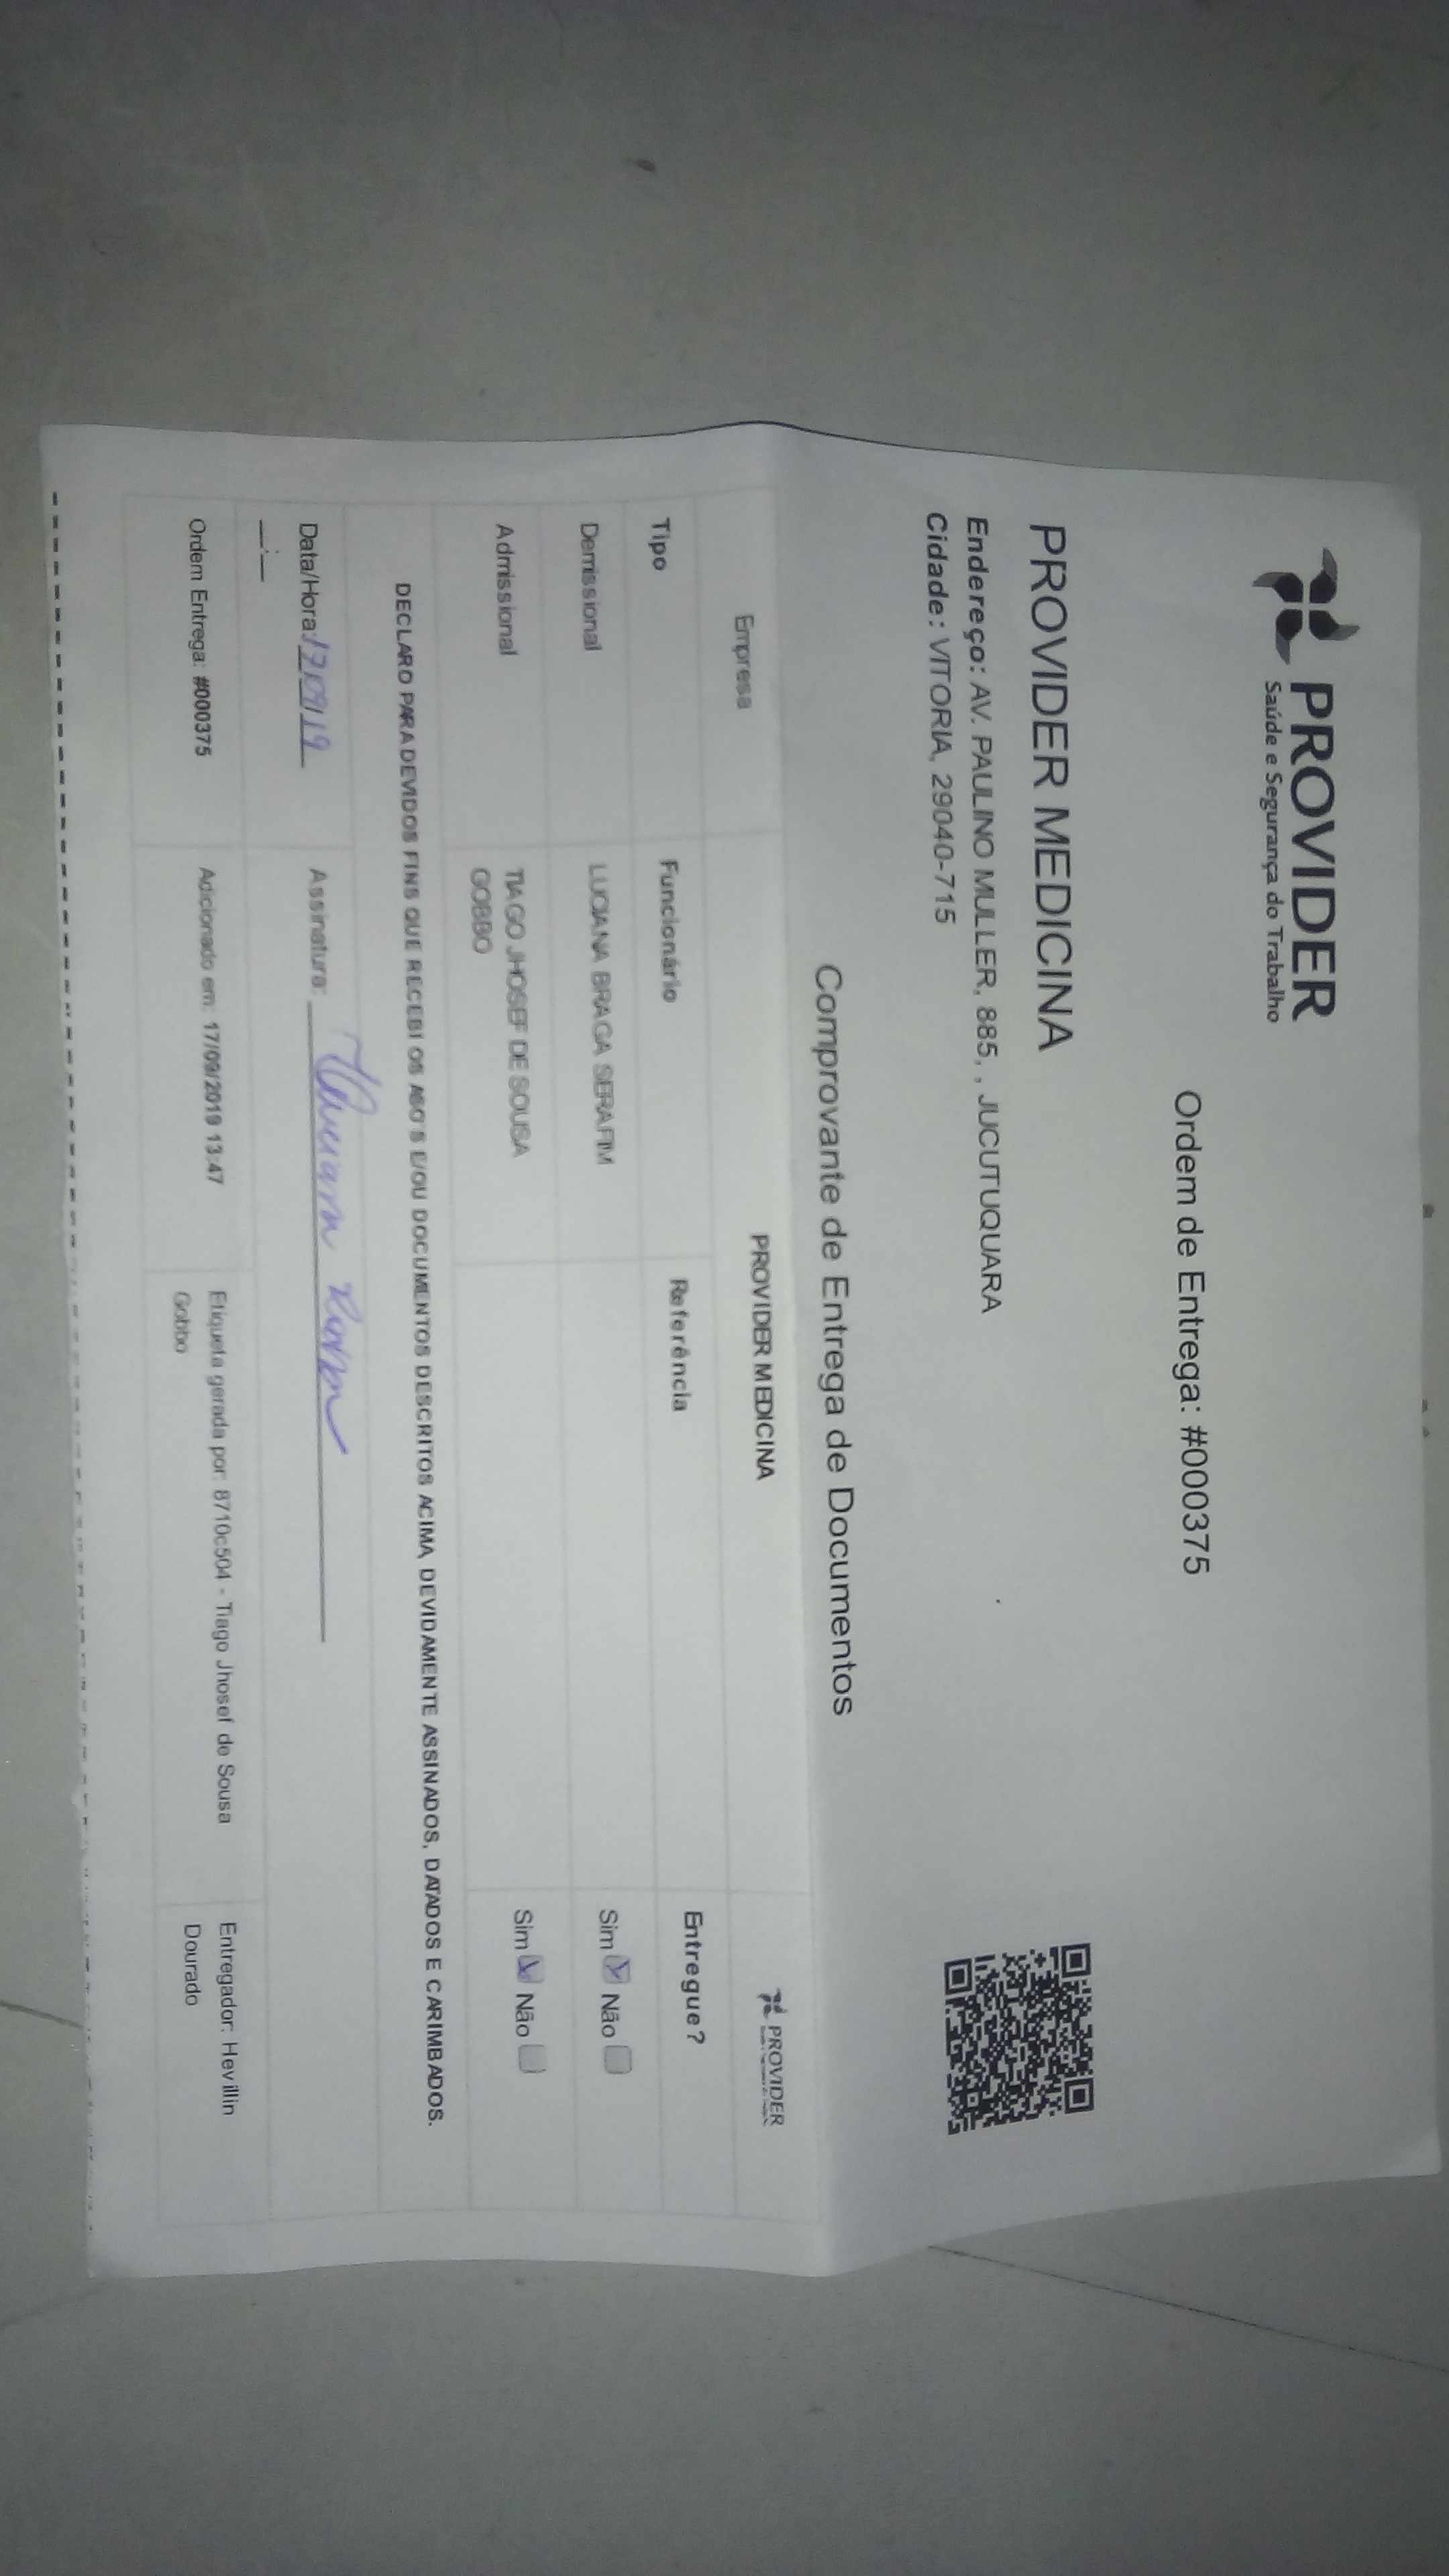 PROVIDER
Saúde e Segurança do Trabalho
Ordem de Entrega: #000375
PROVIDER MEDICINA
Endereço: AV. PAULINO MULLER, 885, , JUCUTUQUARA
Cidade: VITORIA, 29040-715
Comprovante de Entrega de Documentos
Empresa PROVIDER MEDICINA PROVIDER
Tipo Funcionário Referência Entregue?
Demissional LUCIANA BRAGA SERAFIM Sim Não
Admissional TIAGO JHOSEF DE SOUSA Sim Não
GOBBO
DECLARO PARA DEVIDOS FINS QUE RECEBI OS ASO'S E/OU DOCUMENTOS DESCRITOS ACIMA, DEVIDAMENTE ASSINADOS, DATADOS E CARIMBADOS.
Data/Hora: 17/09/19 Assinatura:
__:__
Ordem Entrega: #000375 Adicionado em: 17/09/2019 13:47 Etiqueta gerada por: 8710c504 - Tiago Jhosef de Sousa Entregador: Hevillin
Gobbo Dourado